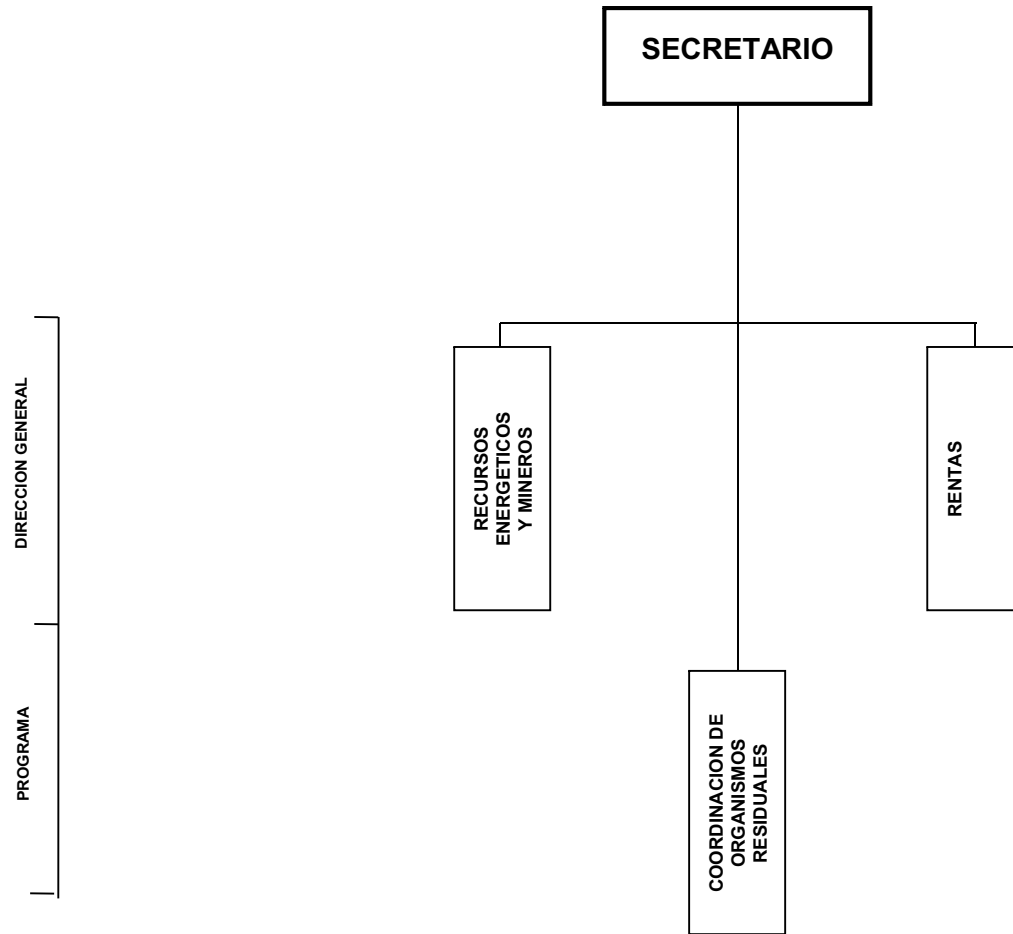 SECRETARIO
DIRECCION GENERAL
RECURSOS
ENERGETICOS
Y MINEROS
RENTAS
PROGRAMA
COORDINACION DE
ORGANISMOS
RESIDUALES